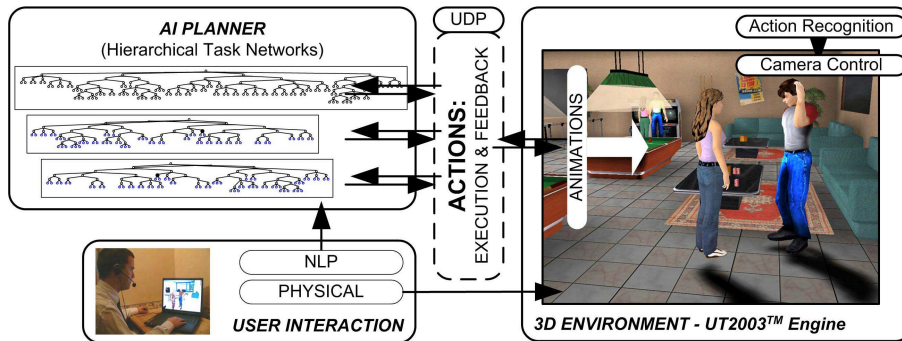 AI PLANNER
(Hierarchical Task Networks)
UDP
ACTIONS:
EXECUTION & FEEDBACK
Action Recognition
Camera Control
ANIMATIONS
NLP
PHYSICAL
USER INTERACTION
3D ENVIRONMENT - UT2003TM Engine